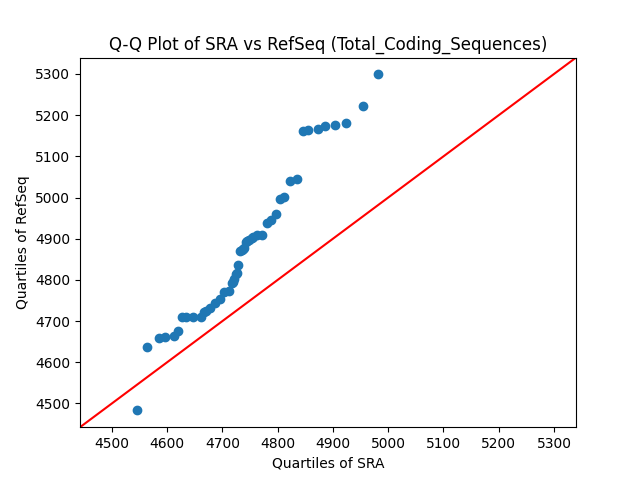 Q-Q Plot of SRA vs RefSeq (Total_Coding_Sequences)
Quartiles of RefSeq
5300
5200
5100
5000
4900
4800
4700
4600
4500
4500 4600 4700 4800 4900 5000 5100 5200 5300
Quartiles of SRA